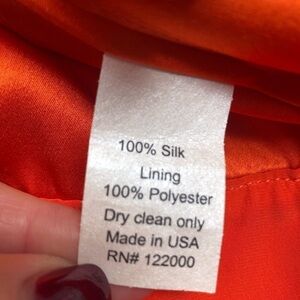 100% Silk
Lining
100% Polyester
Dry clean only
Made in USA
RN# 122000